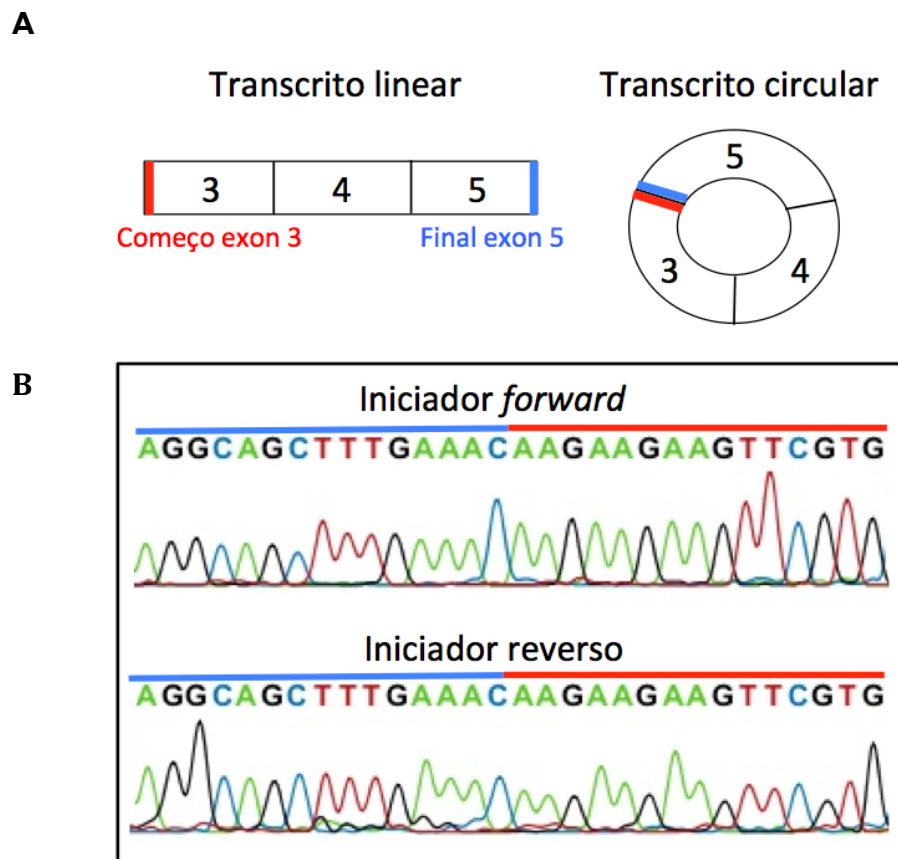 A
Transcrito linear
Transcrito circular
3 4 5
Começo exon 3
Final exon 5
5
3
4
B
Iniciador forward
AGGCAGCTTTGAAACAAGAAGAAGTTCGTG
Iniciador reverso
AGGCAGCTTTGAAACAAGAAGAAGTTCGTG